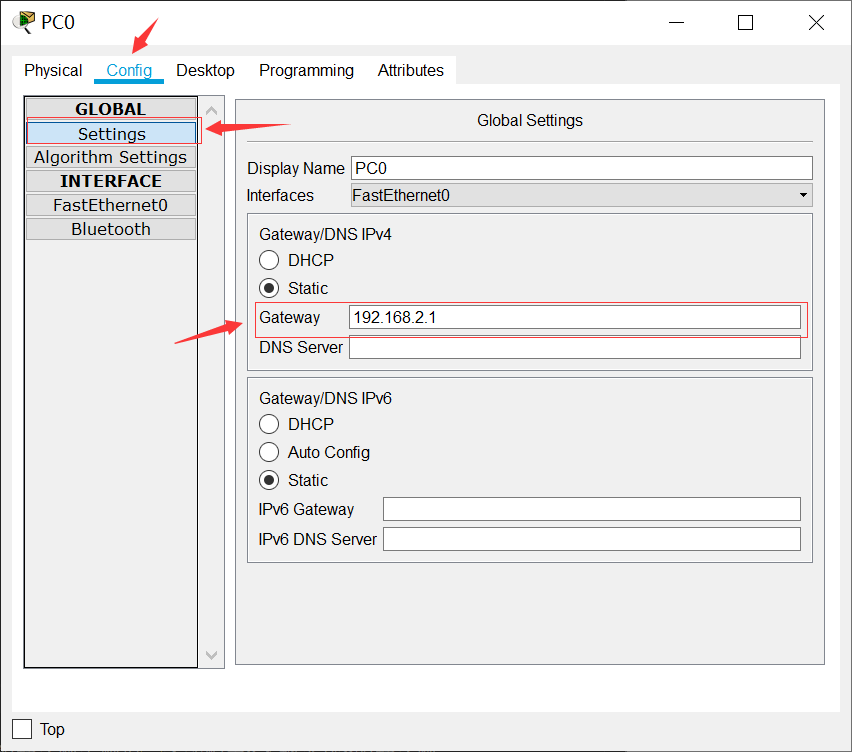 PC0
Physical Config Desktop Programming Attributes
GLOBAL
Settings
Algorithm Settings
INTERFACE
FastEthernet0
Bluetooth
Global Settings
Display Name PC0
Interfaces FastEthernet0
Gateway/DNS IPv4
DHCP
Static
Gateway 192.168.2.1
DNS Server
Gateway/DNS IPv6
DHCP
Auto Config
Static
IPv6 Gateway
IPv6 DNS Server
Top